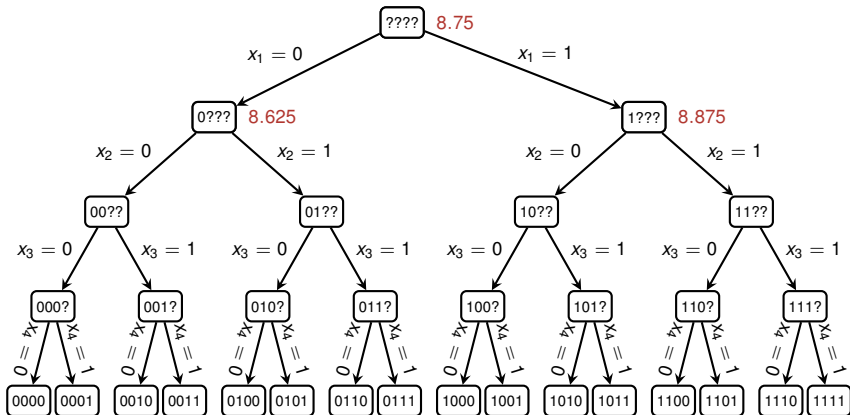 ???? 8.75
x₁ = 0 x₁ = 1
0??? 8.625 1??? 8.875
x₂ = 0 x₂ = 1 x₂ = 0 x₂ = 1
00?? 01?? 10?? 11??
x₃ = 0 x₃ = 1 x₃ = 0 x₃ = 1 x₃ = 0 x₃ = 1 x₃ = 0 x₃ = 1
000? 001? 010? 011? 100? 101? 110? 111?
x₄ = 0 x₄ = 1 x₄ = 0 x₄ = 1 x₄ = 0 x₄ = 1 x₄ = 0 x₄ = 1 x₄ = 0 x₄ = 1 x₄ = 0 x₄ = 1 x₄ = 0 x₄ = 1 x₄ = 0 x₄ = 1
0000 0001 0010 0011 0100 0101 0110 0111 1000 1001 1010 1011 1100 1101 1110 1111